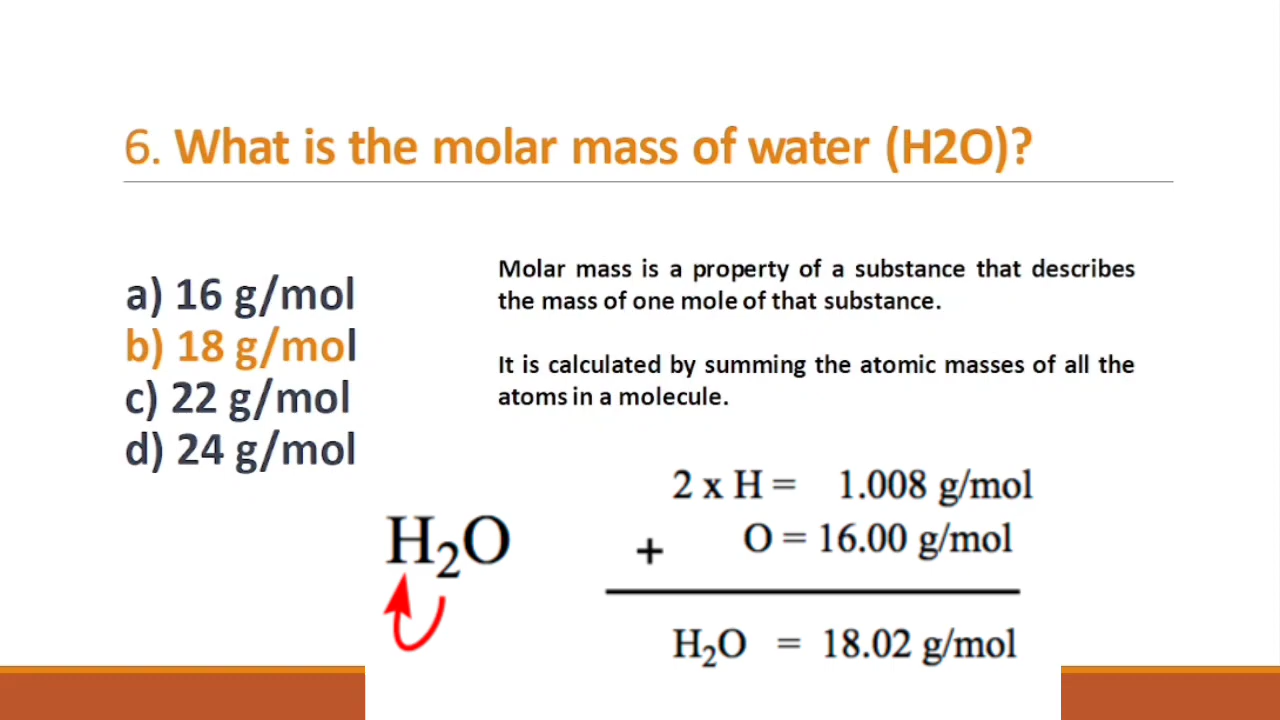 6. What is the molar mass of water (H2O)?
a) 16 g/mol
b) 18 g/mol
c) 22 g/mol
d) 24 g/mol
Molar mass is a property of a substance that describes
the mass of one mole of that substance.
It is calculated by summing the atomic masses of all the
atoms in a molecule.
H₂O
2 x H = 1.008 g/mol
+ O = 16.00 g/mol
H₂O = 18.02 g/mol